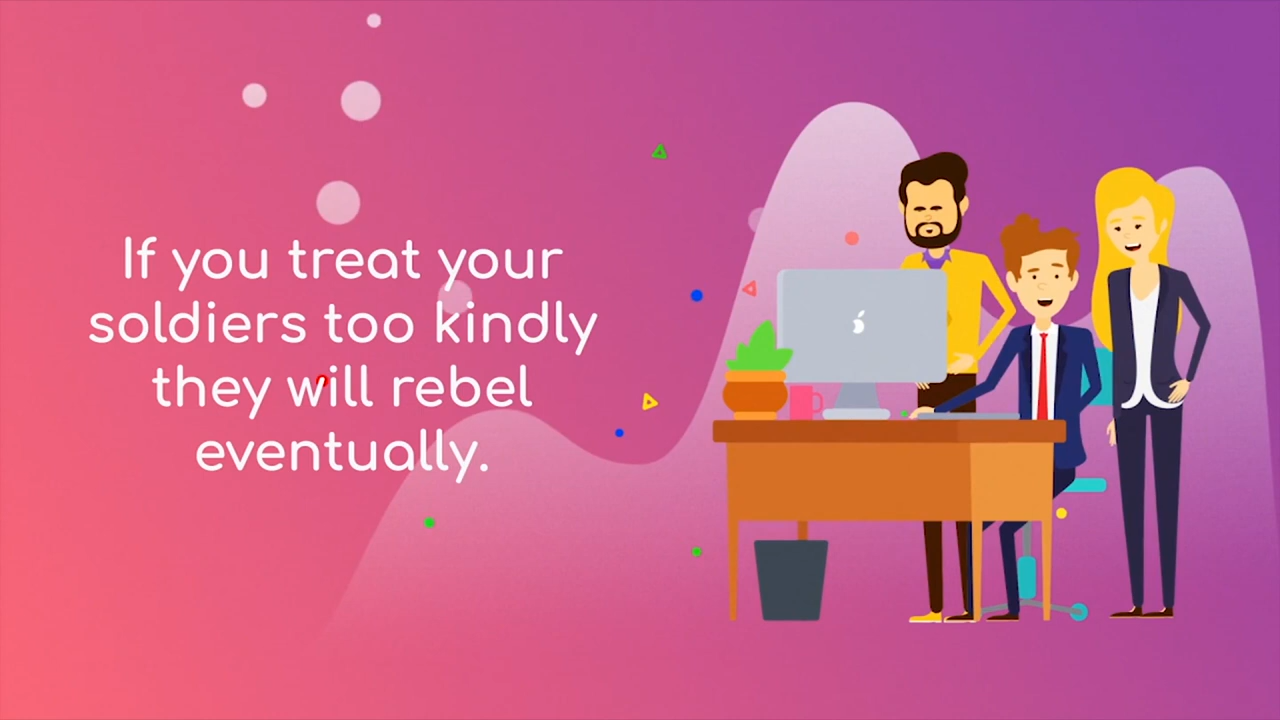 If you treat your
soldiers too kindly
they will rebel
eventually.